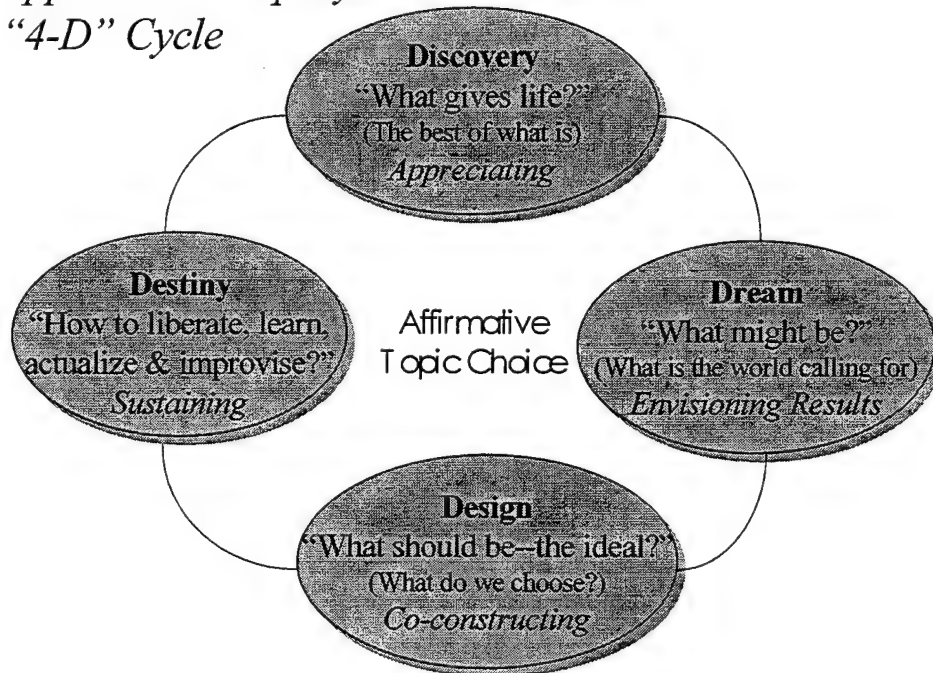 "4-D" Cycle
Discovery
"What gives life?"
(The best of what is)
Appreciating
Destiny
"How to liberate, learn,
actualize & improvise?"
Sustaining
Affirmative
Topic Choice
Dream
"What might be?"
(What is the world calling for)
Envisioning Results
Design
"What should be--the ideal?"
(What do we choose?)
Co-constructing